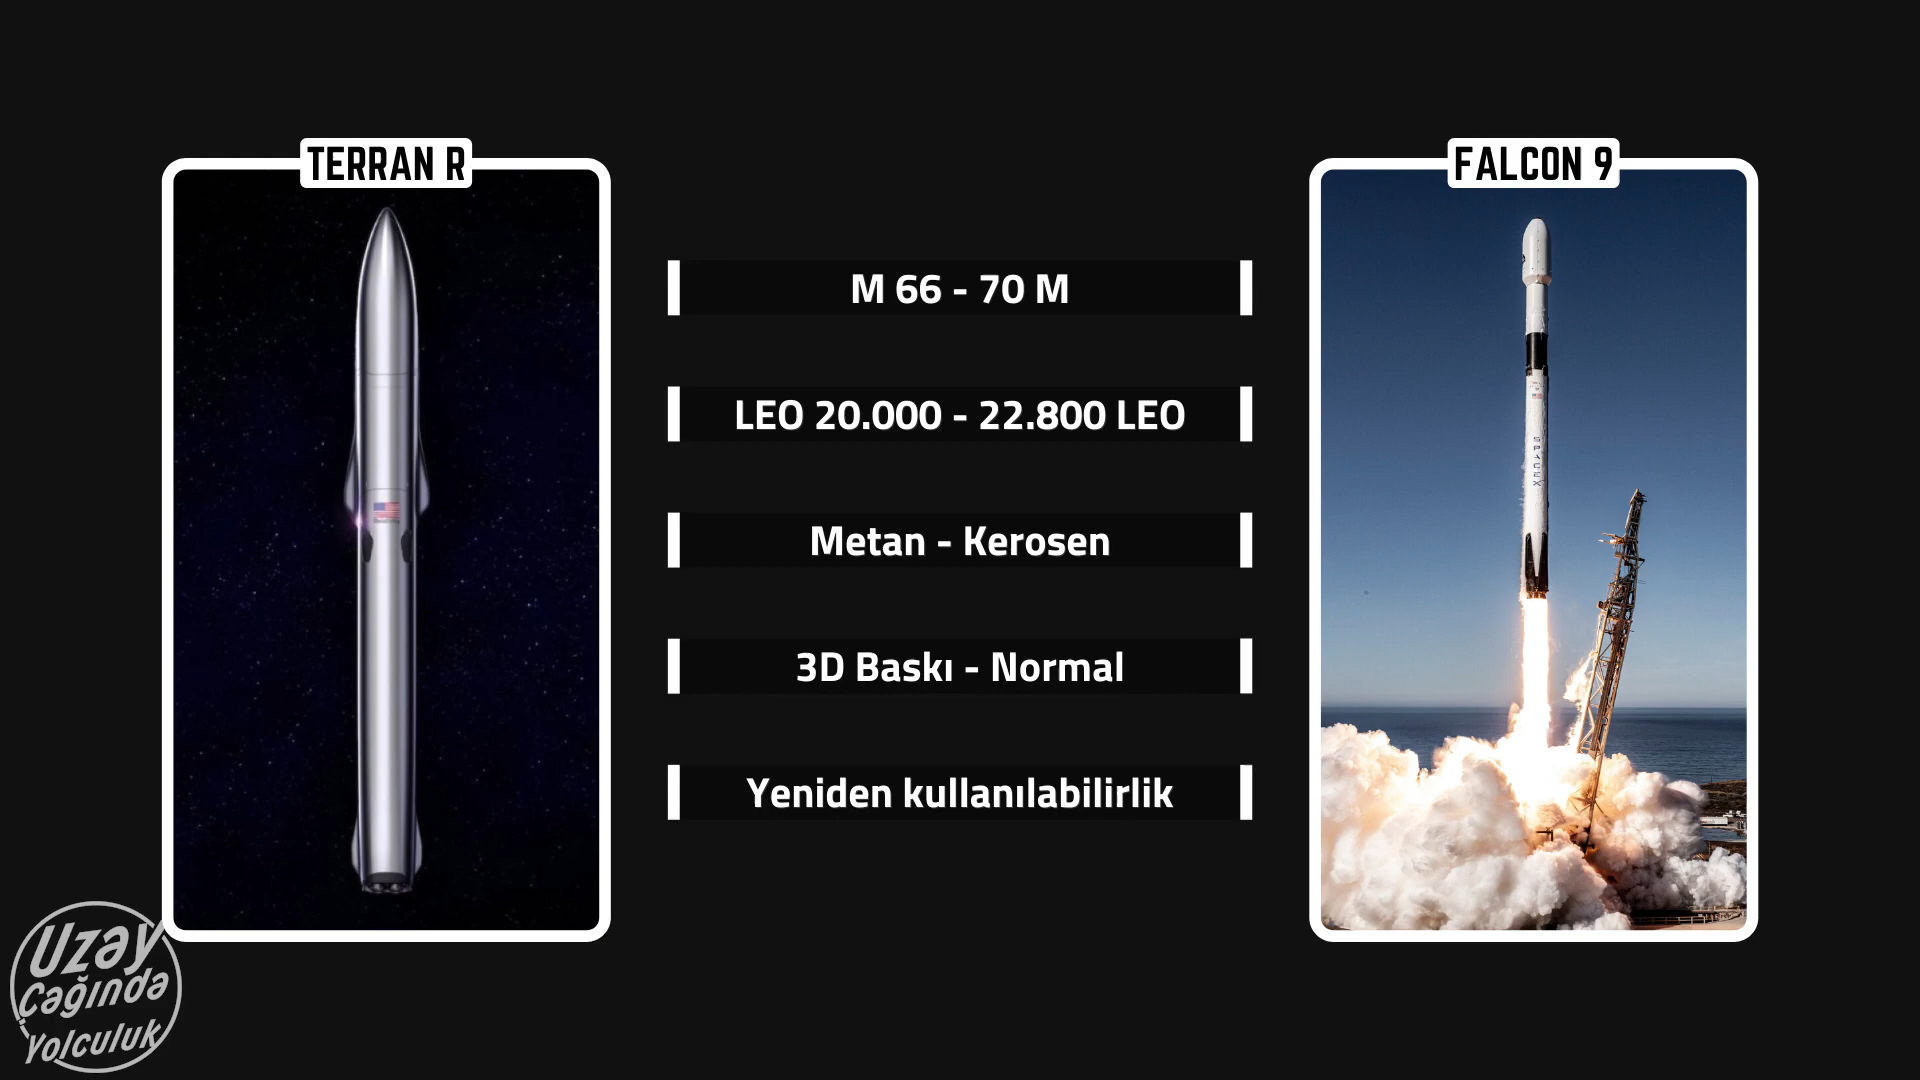 TERRAN R
FALCON 9
M 66 - 70 M
LEO 20.000 - 22.800 LEO
Metan - Kerosen
3D Baskı - Normal
Yeniden kullanılabilirlik
SPACEX
Uzay
Çağında
Yolculuk